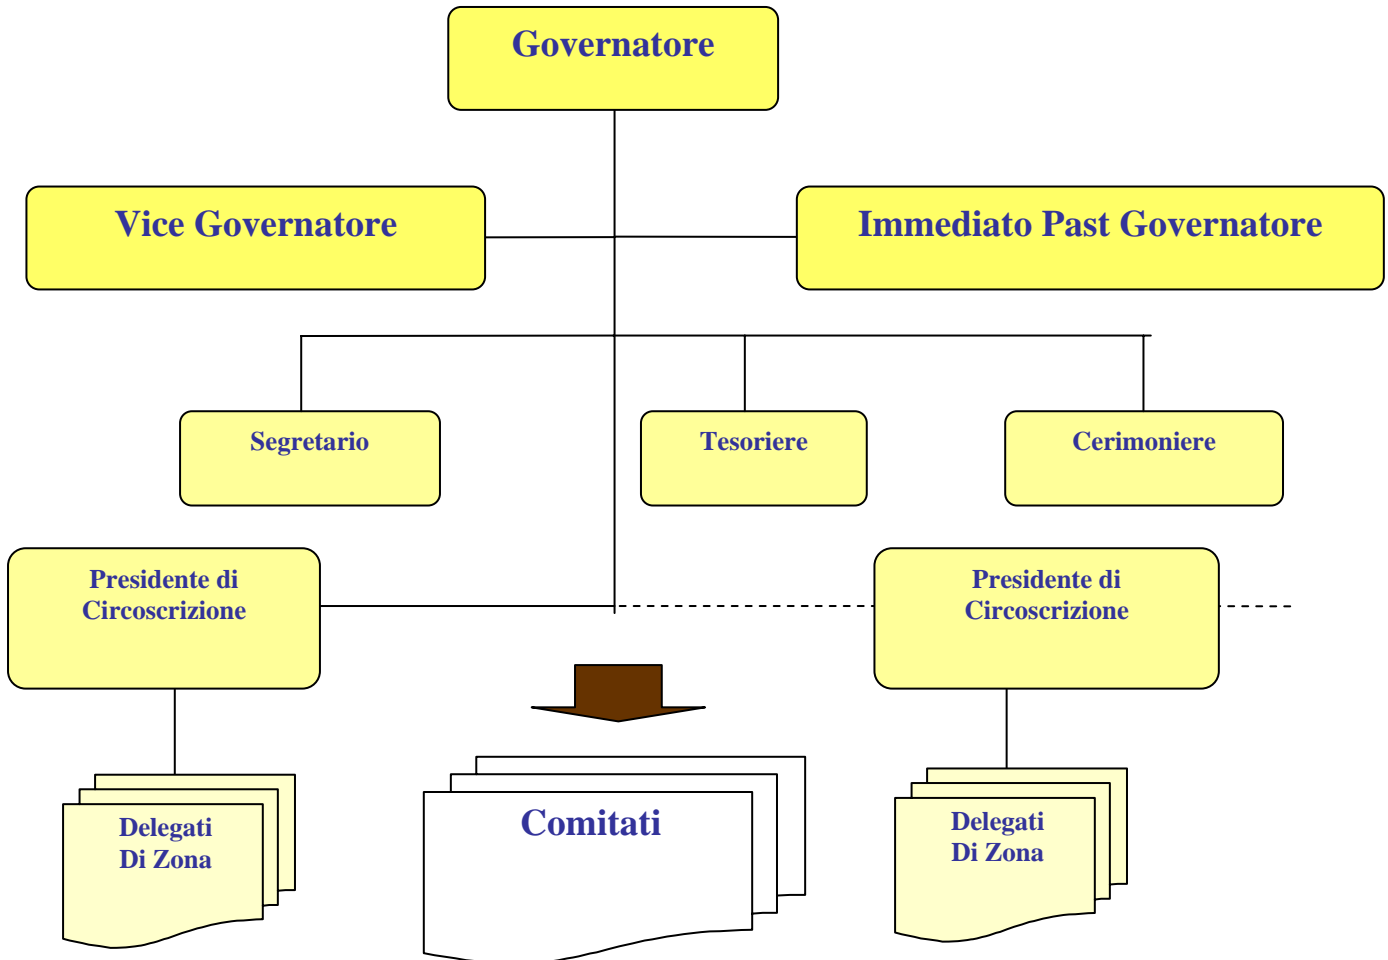 Governatore
Vice Governatore
Immediato Past Governatore
Segretario
Tesoriere
Cerimoniere
Presidente di
Circoscrizione
Presidente di
Circoscrizione
Delegati
Di Zona
Comitati
Delegati
Di Zona